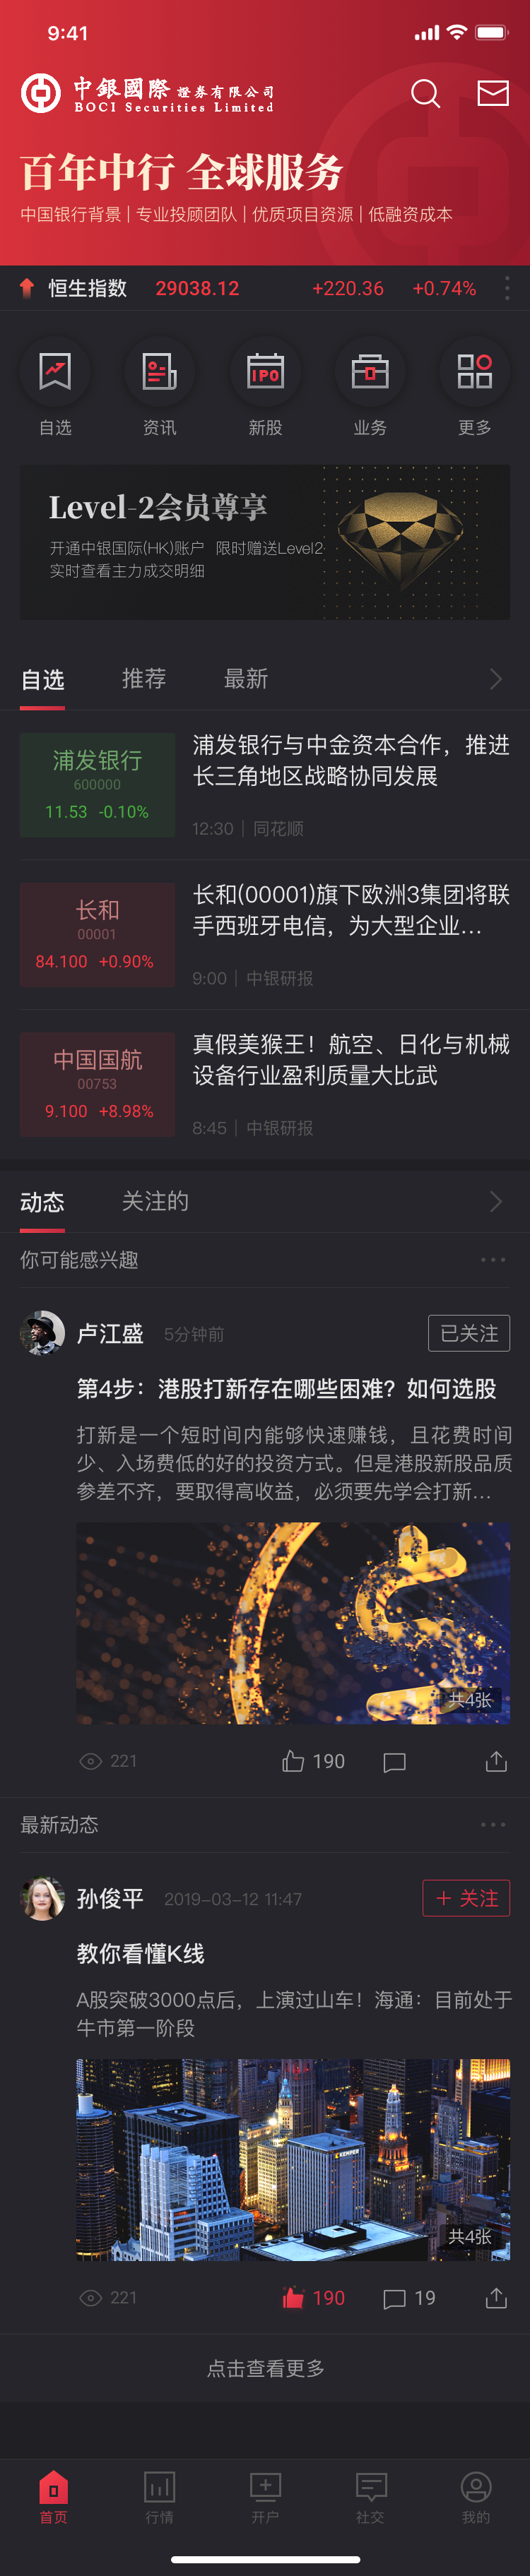 9:41
中銀國際 證券有限公司
BOCI Securities Limited
百年中行 全球服务
中国银行背景 | 专业投顾团队 | 优质项目资源 | 低融资成本
恒生指数 29038.12 +220.36 +0.74%
IPO
自选 资讯 新股 业务 更多
Level-2会员尊享
开通中银国际(HK)账户 限时赠送Level2
实时查看主力成交明细
自选 推荐 最新
浦发银行
600000
11.53 -0.10%
浦发银行与中金资本合作，推进
长三角地区战略协同发展
12:30 | 同花顺
长和
00001
84.100 +0.90%
长和(00001)旗下欧洲3集团将联
手西班牙电信，为大型企业...
9:00 | 中银研报
中国国航
00753
9.100 +8.98%
真假美猴王！航空、日化与机械
设备行业盈利质量大比武
8:45 | 中银研报
动态 关注的
你可能感兴趣
卢江盛 5分钟前 已关注
第4步：港股打新存在哪些困难？如何选股
打新是一个短时间内能够快速赚钱，且花费时间
少、入场费低的好的投资方式。但是港股新股品质
参差不齐，要取得高收益，必须要先学会打新...
共4张
221 190
最新动态
孙俊平 2019-03-12 11:47 + 关注
教你看懂K线
A股突破3000点后，上演过山车！海通：目前处于
牛市第一阶段
KEMPER
共4张
221 190 19
点击查看更多
首页 行情 开户 社交 我的